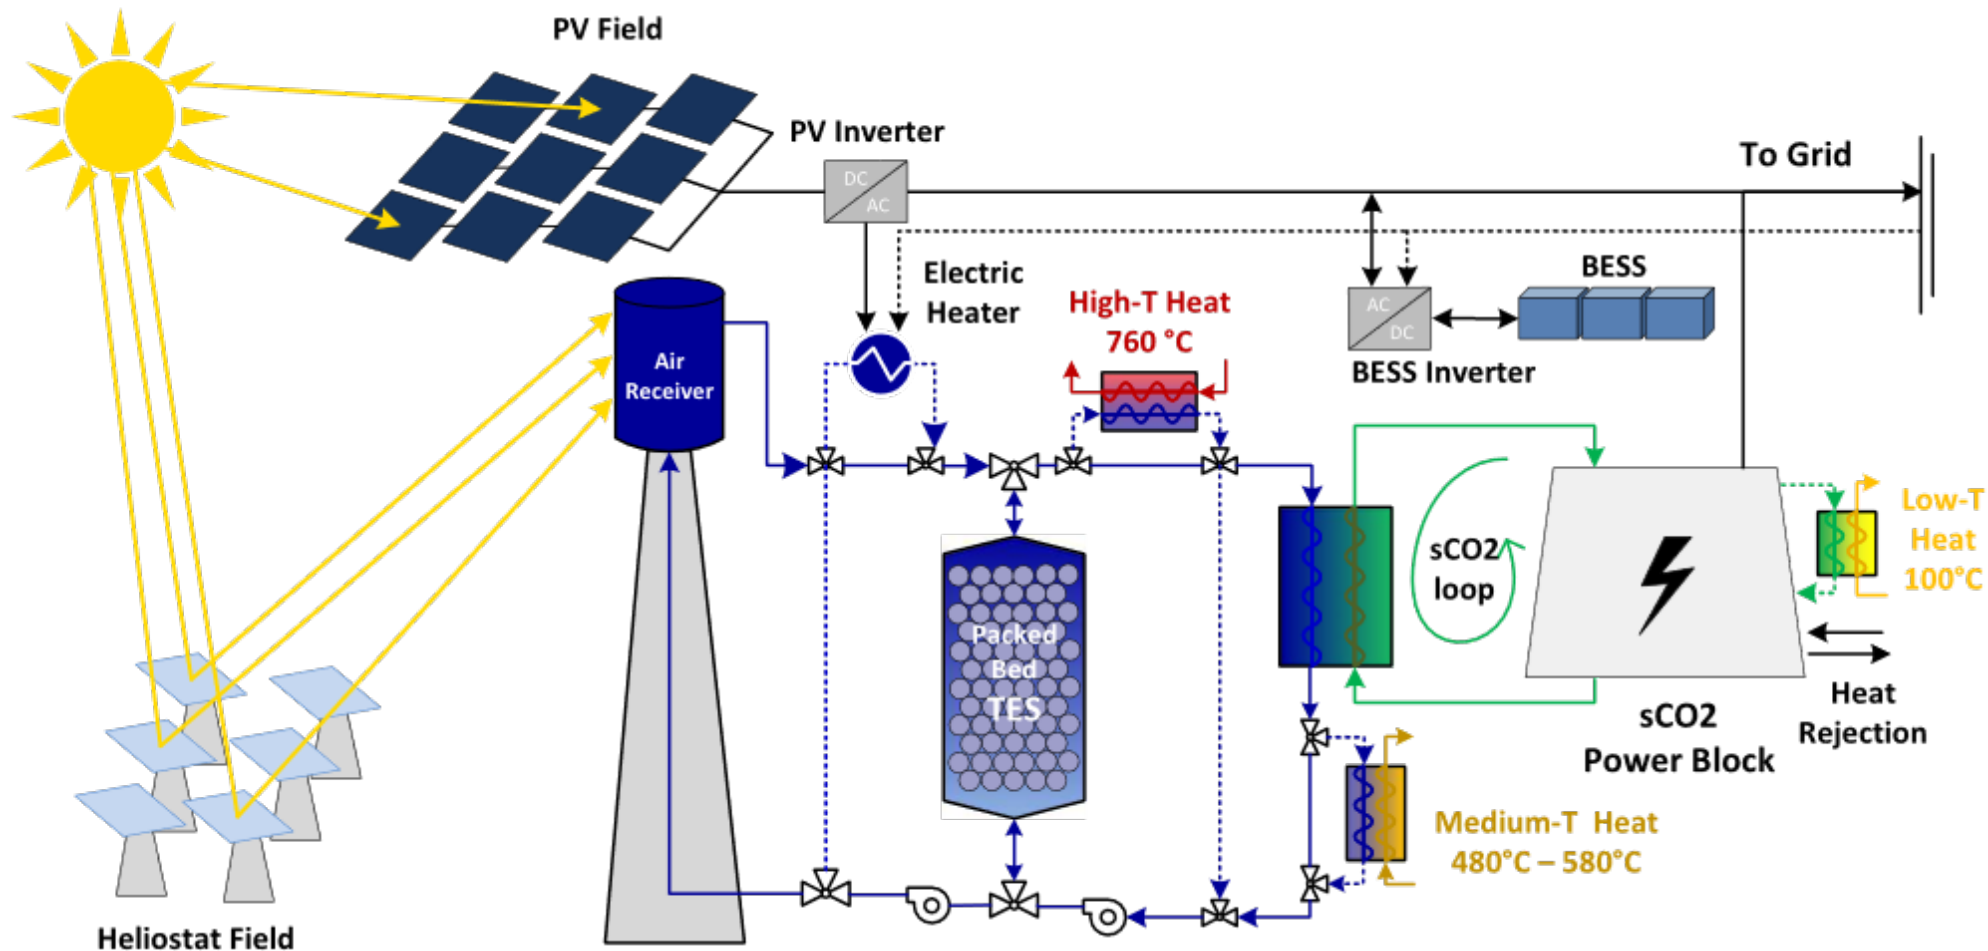 PV Field
PV Inverter
DC
AC
To Grid
Electric
Heater
BESS
High-T Heat
760 °C
AC
DC
BESS Inverter
Air
Receiver
sCO2
loop
Low-T
Heat
100°C
Packed
Bed
TES
Heat
Rejection
sCO2
Power Block
Medium-T Heat
480°C – 580°C
Heliostat Field